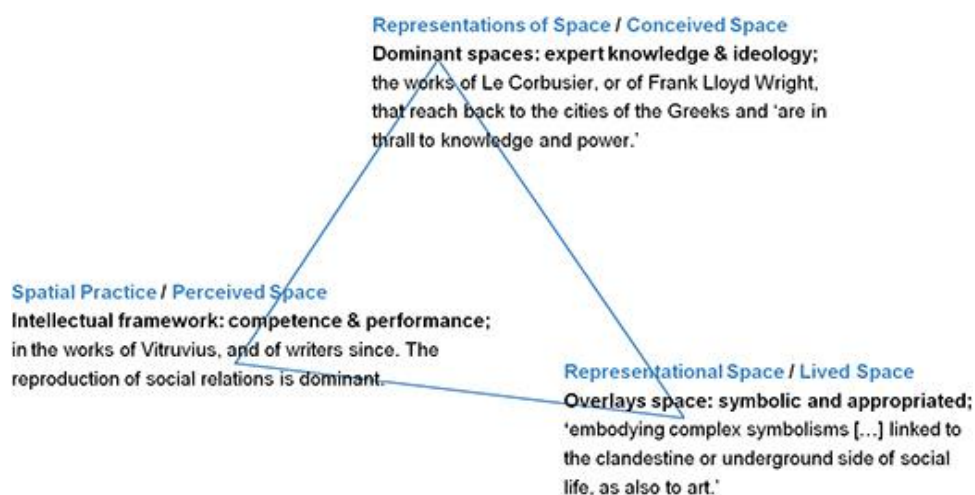 Representations of Space / Conceived Space
Dominant spaces: expert knowledge & ideology;
the works of Le Corbusier, or of Frank Lloyd Wright,
that reach back to the cities of the Greeks and ‘are in
thrall to knowledge and power.’
Spatial Practice / Perceived Space
Intellectual framework: competence & performance;
in the works of Vitruvius, and of writers since. The
reproduction of social relations is dominant.
Representational Space / Lived Space
Overlays space: symbolic and appropriated;
‘embodying complex symbolisms [...] linked to
the clandestine or underground side of social
life, as also to art.’